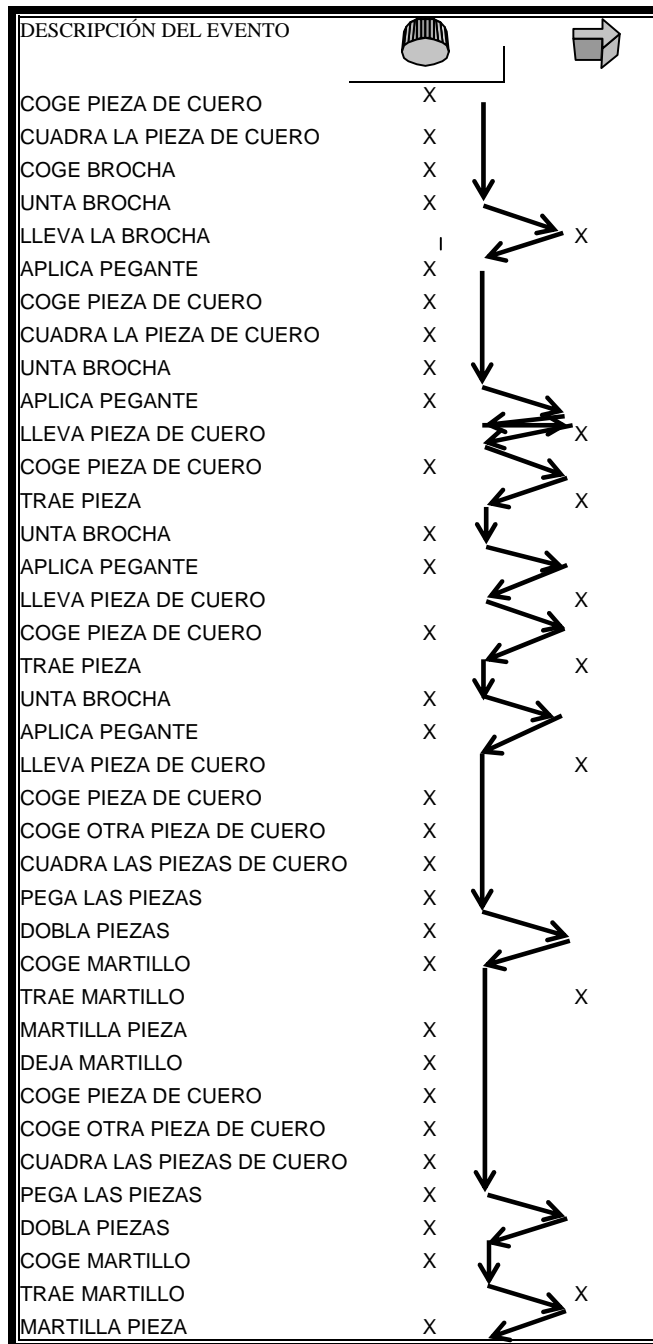 DESCRIPCIÓN DEL EVENTO
COGE PIEZA DE CUERO X
CUADRA LA PIEZA DE CUERO X
COGE BROCHA X
UNTA BROCHA X
LLEVA LA BROCHA X
APLICA PEGANTE X
COGE PIEZA DE CUERO X
CUADRA LA PIEZA DE CUERO X
UNTA BROCHA X
APLICA PEGANTE X
LLEVA PIEZA DE CUERO X
COGE PIEZA DE CUERO X
TRAE PIEZA X
UNTA BROCHA X
APLICA PEGANTE X
LLEVA PIEZA DE CUERO X
COGE PIEZA DE CUERO X
TRAE PIEZA X
UNTA BROCHA X
APLICA PEGANTE X
LLEVA PIEZA DE CUERO X
COGE PIEZA DE CUERO X
COGE OTRA PIEZA DE CUERO X
CUADRA LAS PIEZAS DE CUERO X
PEGA LAS PIEZAS X
DOBLA PIEZAS X
COGE MARTILLO X
TRAE MARTILLO X
MARTILLA PIEZA X
DEJA MARTILLO X
COGE PIEZA DE CUERO X
COGE OTRA PIEZA DE CUERO X
CUADRA LAS PIEZAS DE CUERO X
PEGA LAS PIEZAS X
DOBLA PIEZAS X
COGE MARTILLO X
TRAE MARTILLO X
MARTILLA PIEZA X